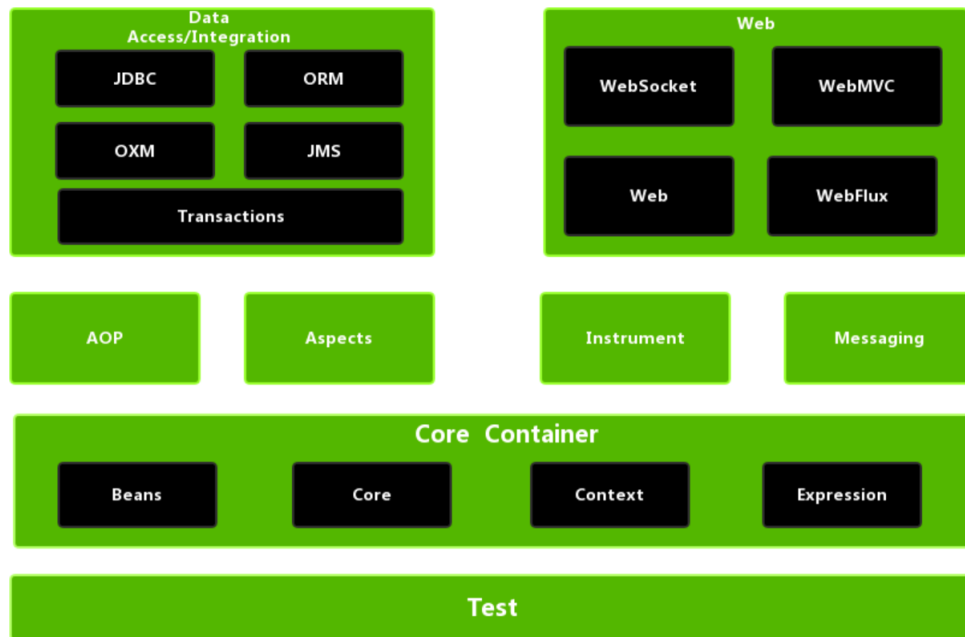 Data
Access/Integration
JDBC
ORM
OXM
JMS
Transactions
Web
WebSocket
WebMVC
Web
WebFlux
AOP
Aspects
Instrument
Messaging
Core Container
Beans
Core
Context
Expression
Test